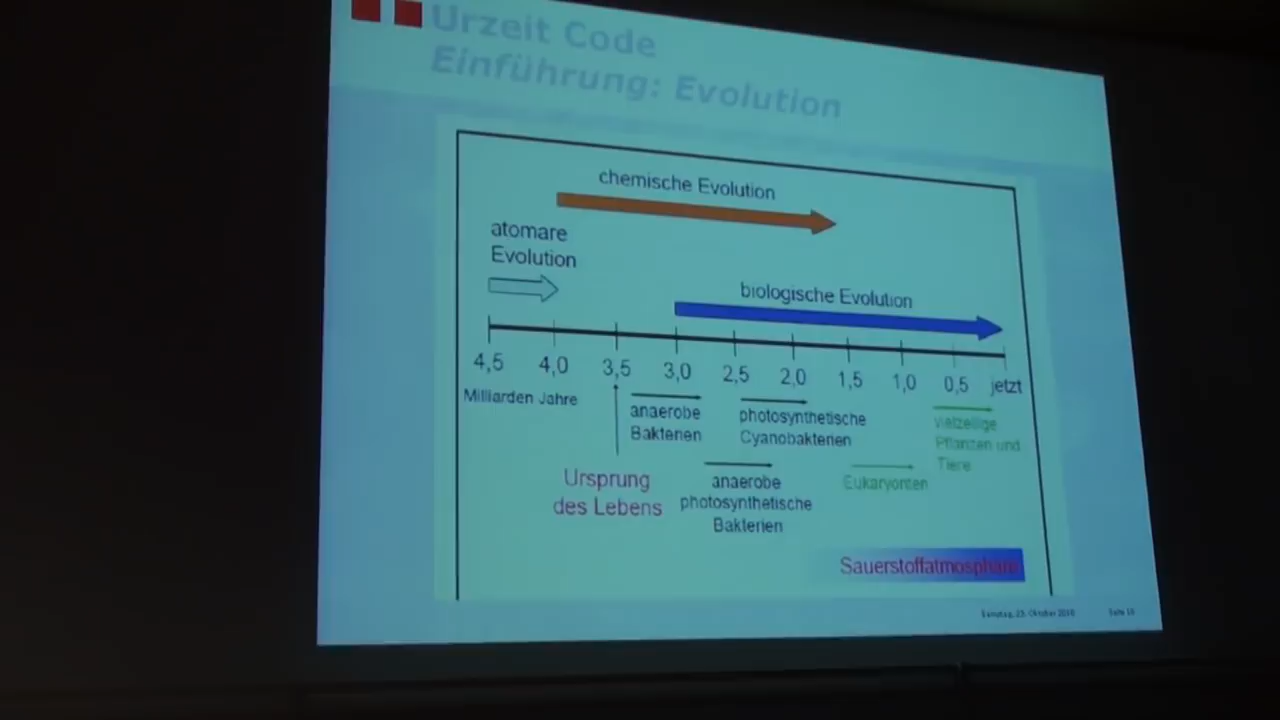 Urzeit Code
Einführung: Evolution
chemische Evolution
atomare
Evolution
biologische Evolution
4,5 4,0 3,5 3,0 2,5 2,0 1,5 1,0 0,5 jetzt
Milliarden Jahre
anaerobe
Bakterien
photosynthetische
Cyanobakterien
vielzellige
Pflanzen und
Tiere
Ursprung
des Lebens
anaerobe
photosynthetische
Bakterien
Eukaryonten
Sauerstoffatmosphäre